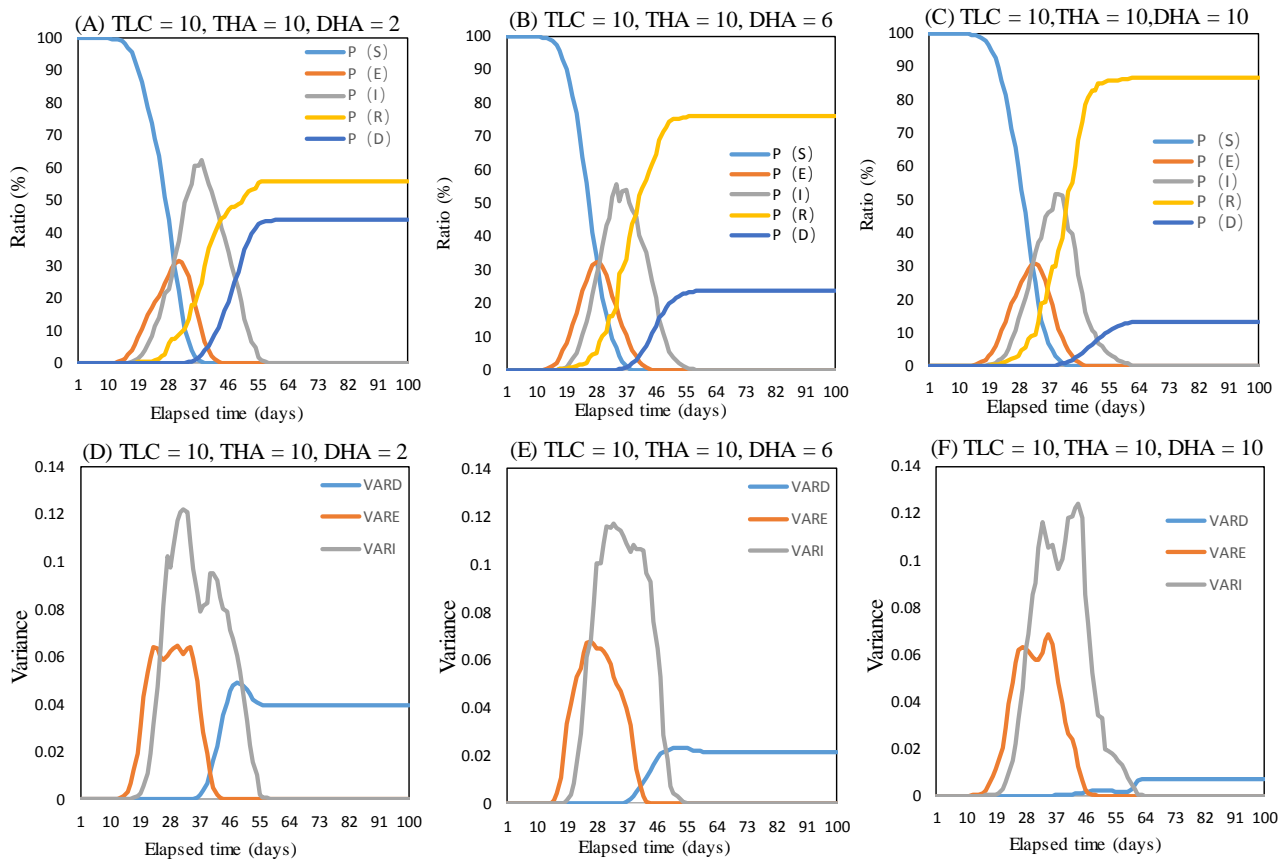 (A) TLC = 10, THA = 10, DHA = 2
100
90
80
70
60
50
40
30
20
10
0
Ratio (%)
P (S)
P (E)
P (I)
P (R)
P (D)
1 10 19 28 37 46 55 64 73 82 91 100
Elapsed time (days)
(B) TLC = 10, THA = 10, DHA = 6
100
90
80
70
60
50
40
30
20
10
0
Ratio (%)
P (S)
P (E)
P (I)
P (R)
P (D)
1 10 19 28 37 46 55 64 73 82 91 100
Elapsed time (days)
(C) TLC = 10,THA = 10,DHA = 10
100
90
80
70
60
50
40
30
20
10
0
Ratio (%)
P (S)
P (E)
P (I)
P (R)
P (D)
1 10 19 28 37 46 55 64 73 82 91 100
Elapsed time (days)
(D) TLC = 10, THA = 10, DHA = 2
0.14
0.12
0.1
0.08
0.06
0.04
0.02
0
Variance
VARD
VARE
VARI
1 10 19 28 37 46 55 64 73 82 91 100
Elapsed time (days)
(E) TLC = 10, THA = 10, DHA = 6
0.14
0.12
0.1
0.08
0.06
0.04
0.02
0
Variance
VARD
VARE
VARI
1 10 19 28 37 46 55 64 73 82 91 100
Elapsed time (days)
(F) TLC = 10, THA = 10, DHA = 10
0.14
0.12
0.1
0.08
0.06
0.04
0.02
0
Variance
VARD
VARE
VARI
1 10 19 28 37 46 55 64 73 82 91 100
Elapsed time (days)